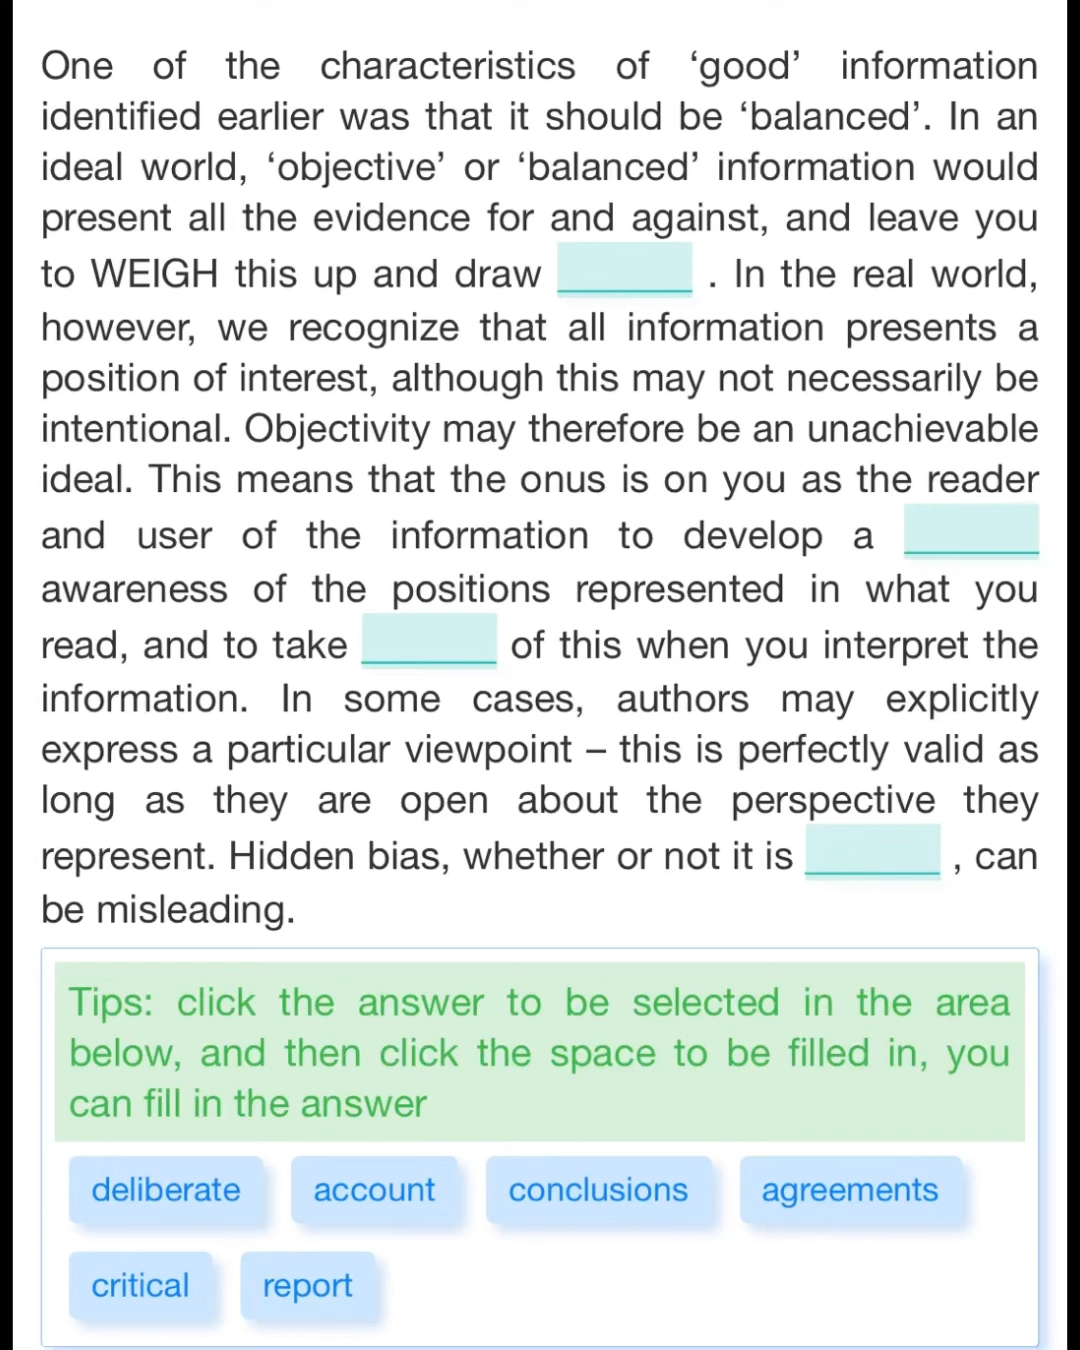 One of the characteristics of ‘good’ information
identified earlier was that it should be ‘balanced’. In an
ideal world, ‘objective’ or ‘balanced’ information would
present all the evidence for and against, and leave you
to WEIGH this up and draw . In the real world,
however, we recognize that all information presents a
position of interest, although this may not necessarily be
intentional. Objectivity may therefore be an unachievable
ideal. This means that the onus is on you as the reader
and user of the information to develop a
awareness of the positions represented in what you
read, and to take of this when you interpret the
information. In some cases, authors may explicitly
express a particular viewpoint – this is perfectly valid as
long as they are open about the perspective they
represent. Hidden bias, whether or not it is , can
be misleading.
Tips: click the answer to be selected in the area
below, and then click the space to be filled in, you
can fill in the answer
deliberate account conclusions agreements
critical report